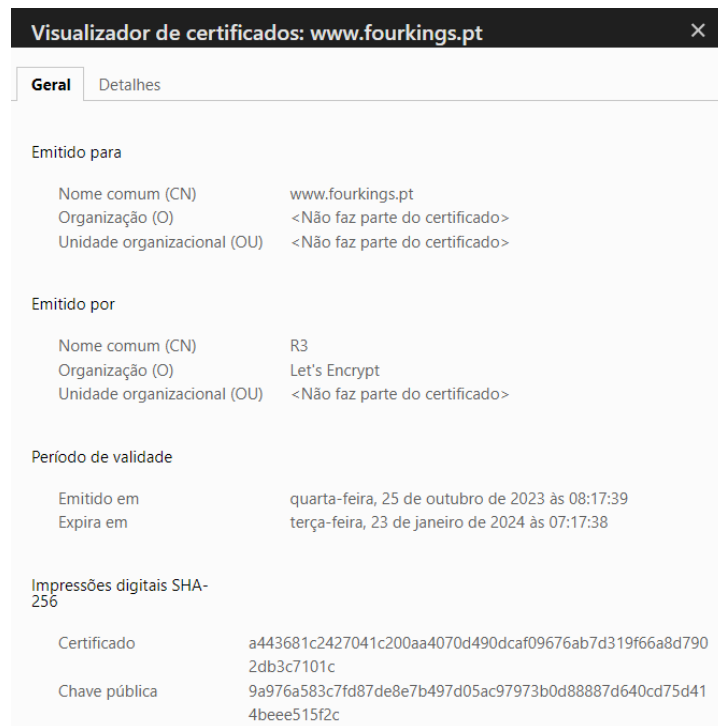 Visualizador de certificados: www.fourkings.pt
Geral Detalhes
Emitido para
Nome comum (CN) www.fourkings.pt
Organização (O) <Não faz parte do certificado>
Unidade organizacional (OU) <Não faz parte do certificado>
Emitido por
Nome comum (CN) R3
Organização (O) Let's Encrypt
Unidade organizacional (OU) <Não faz parte do certificado>
Período de validade
Emitido em quarta-feira, 25 de outubro de 2023 às 08:17:39
Expira em terça-feira, 23 de janeiro de 2024 às 07:17:38
Impressões digitais SHA-
256
Certificado a443681c2427041c200aa4070d490dcaf09676ab7d319f66a8d790
2db3c7101c
Chave pública 9a976a583c7fd87de8e7b497d05ac97973b0d88887d640cd75d41
4beee515f2c